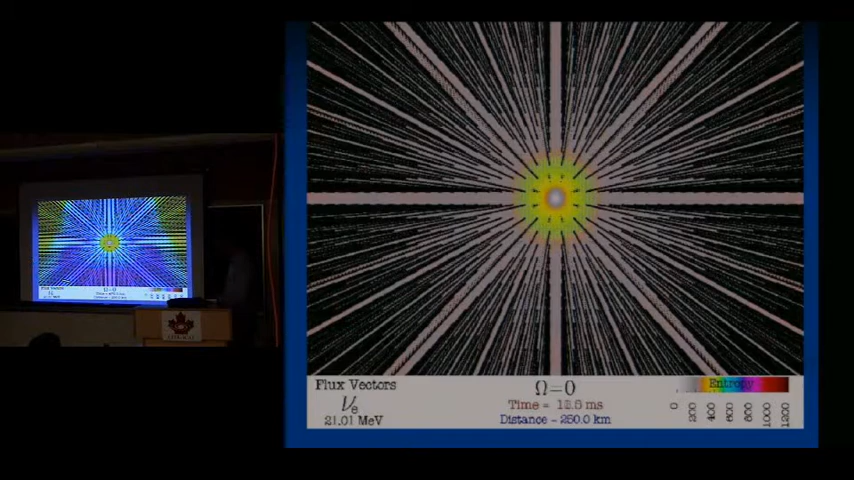 Flux Vectors
νe
21.01 MeV
Ω=0
Time = 12.5 ms
Distance = 250.0 km
Entropy
0
200
400
600
800
1000
1200